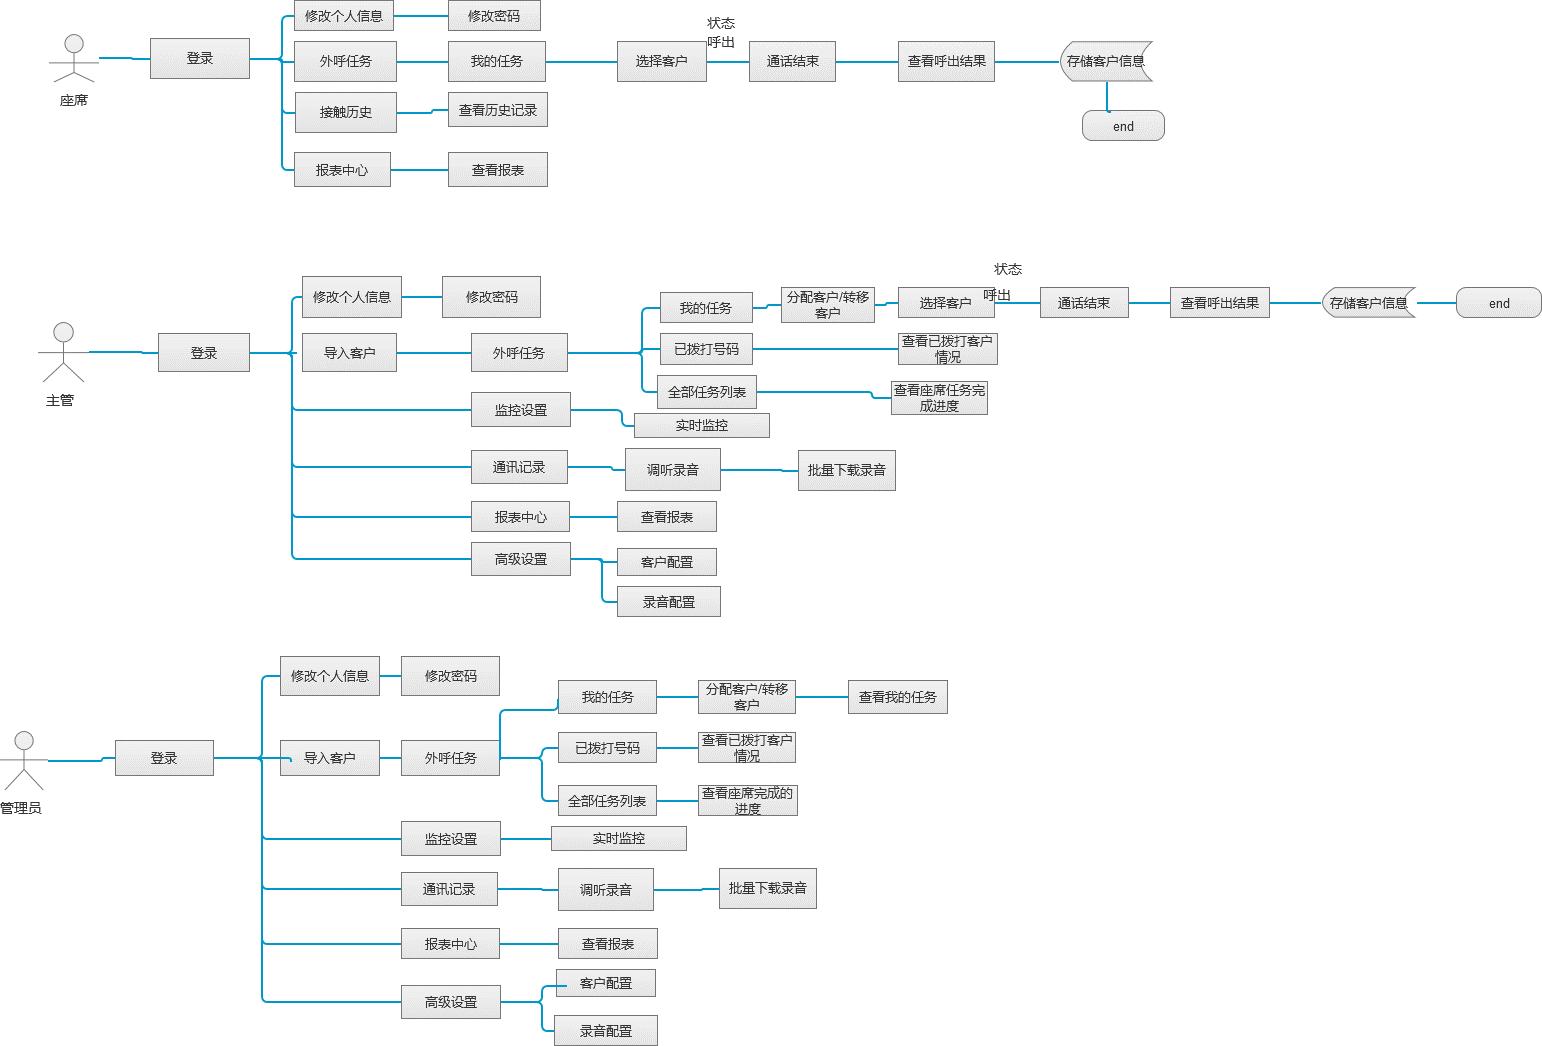 修改个人信息
修改密码
状态
呼出
登录
外呼任务
我的任务
选择客户
通话结束
查看呼出结果
存储客户信息
座席
接触历史
查看历史记录
end
报表中心
查看报表
状态
修改个人信息
修改密码
我的任务
分配客户/转移
客户
选择客户
呼出
通话结束
查看呼出结果
存储客户信息
end
登录
导入客户
外呼任务
已拨打号码
查看已拨打客户
情况
主管
全部任务列表
查看座席任务完
成进度
监控设置
实时监控
通讯记录
调听录音
批量下载录音
报表中心
查看报表
高级设置
客户配置
录音配置
修改个人信息
修改密码
我的任务
分配客户/转移
客户
查看我的任务
登录
导入客户
外呼任务
已拨打号码
查看已拨打客户
情况
管理员
全部任务列表
查看座席完成的
进度
监控设置
实时监控
通讯记录
调听录音
批量下载录音
报表中心
查看报表
高级设置
客户配置
录音配置